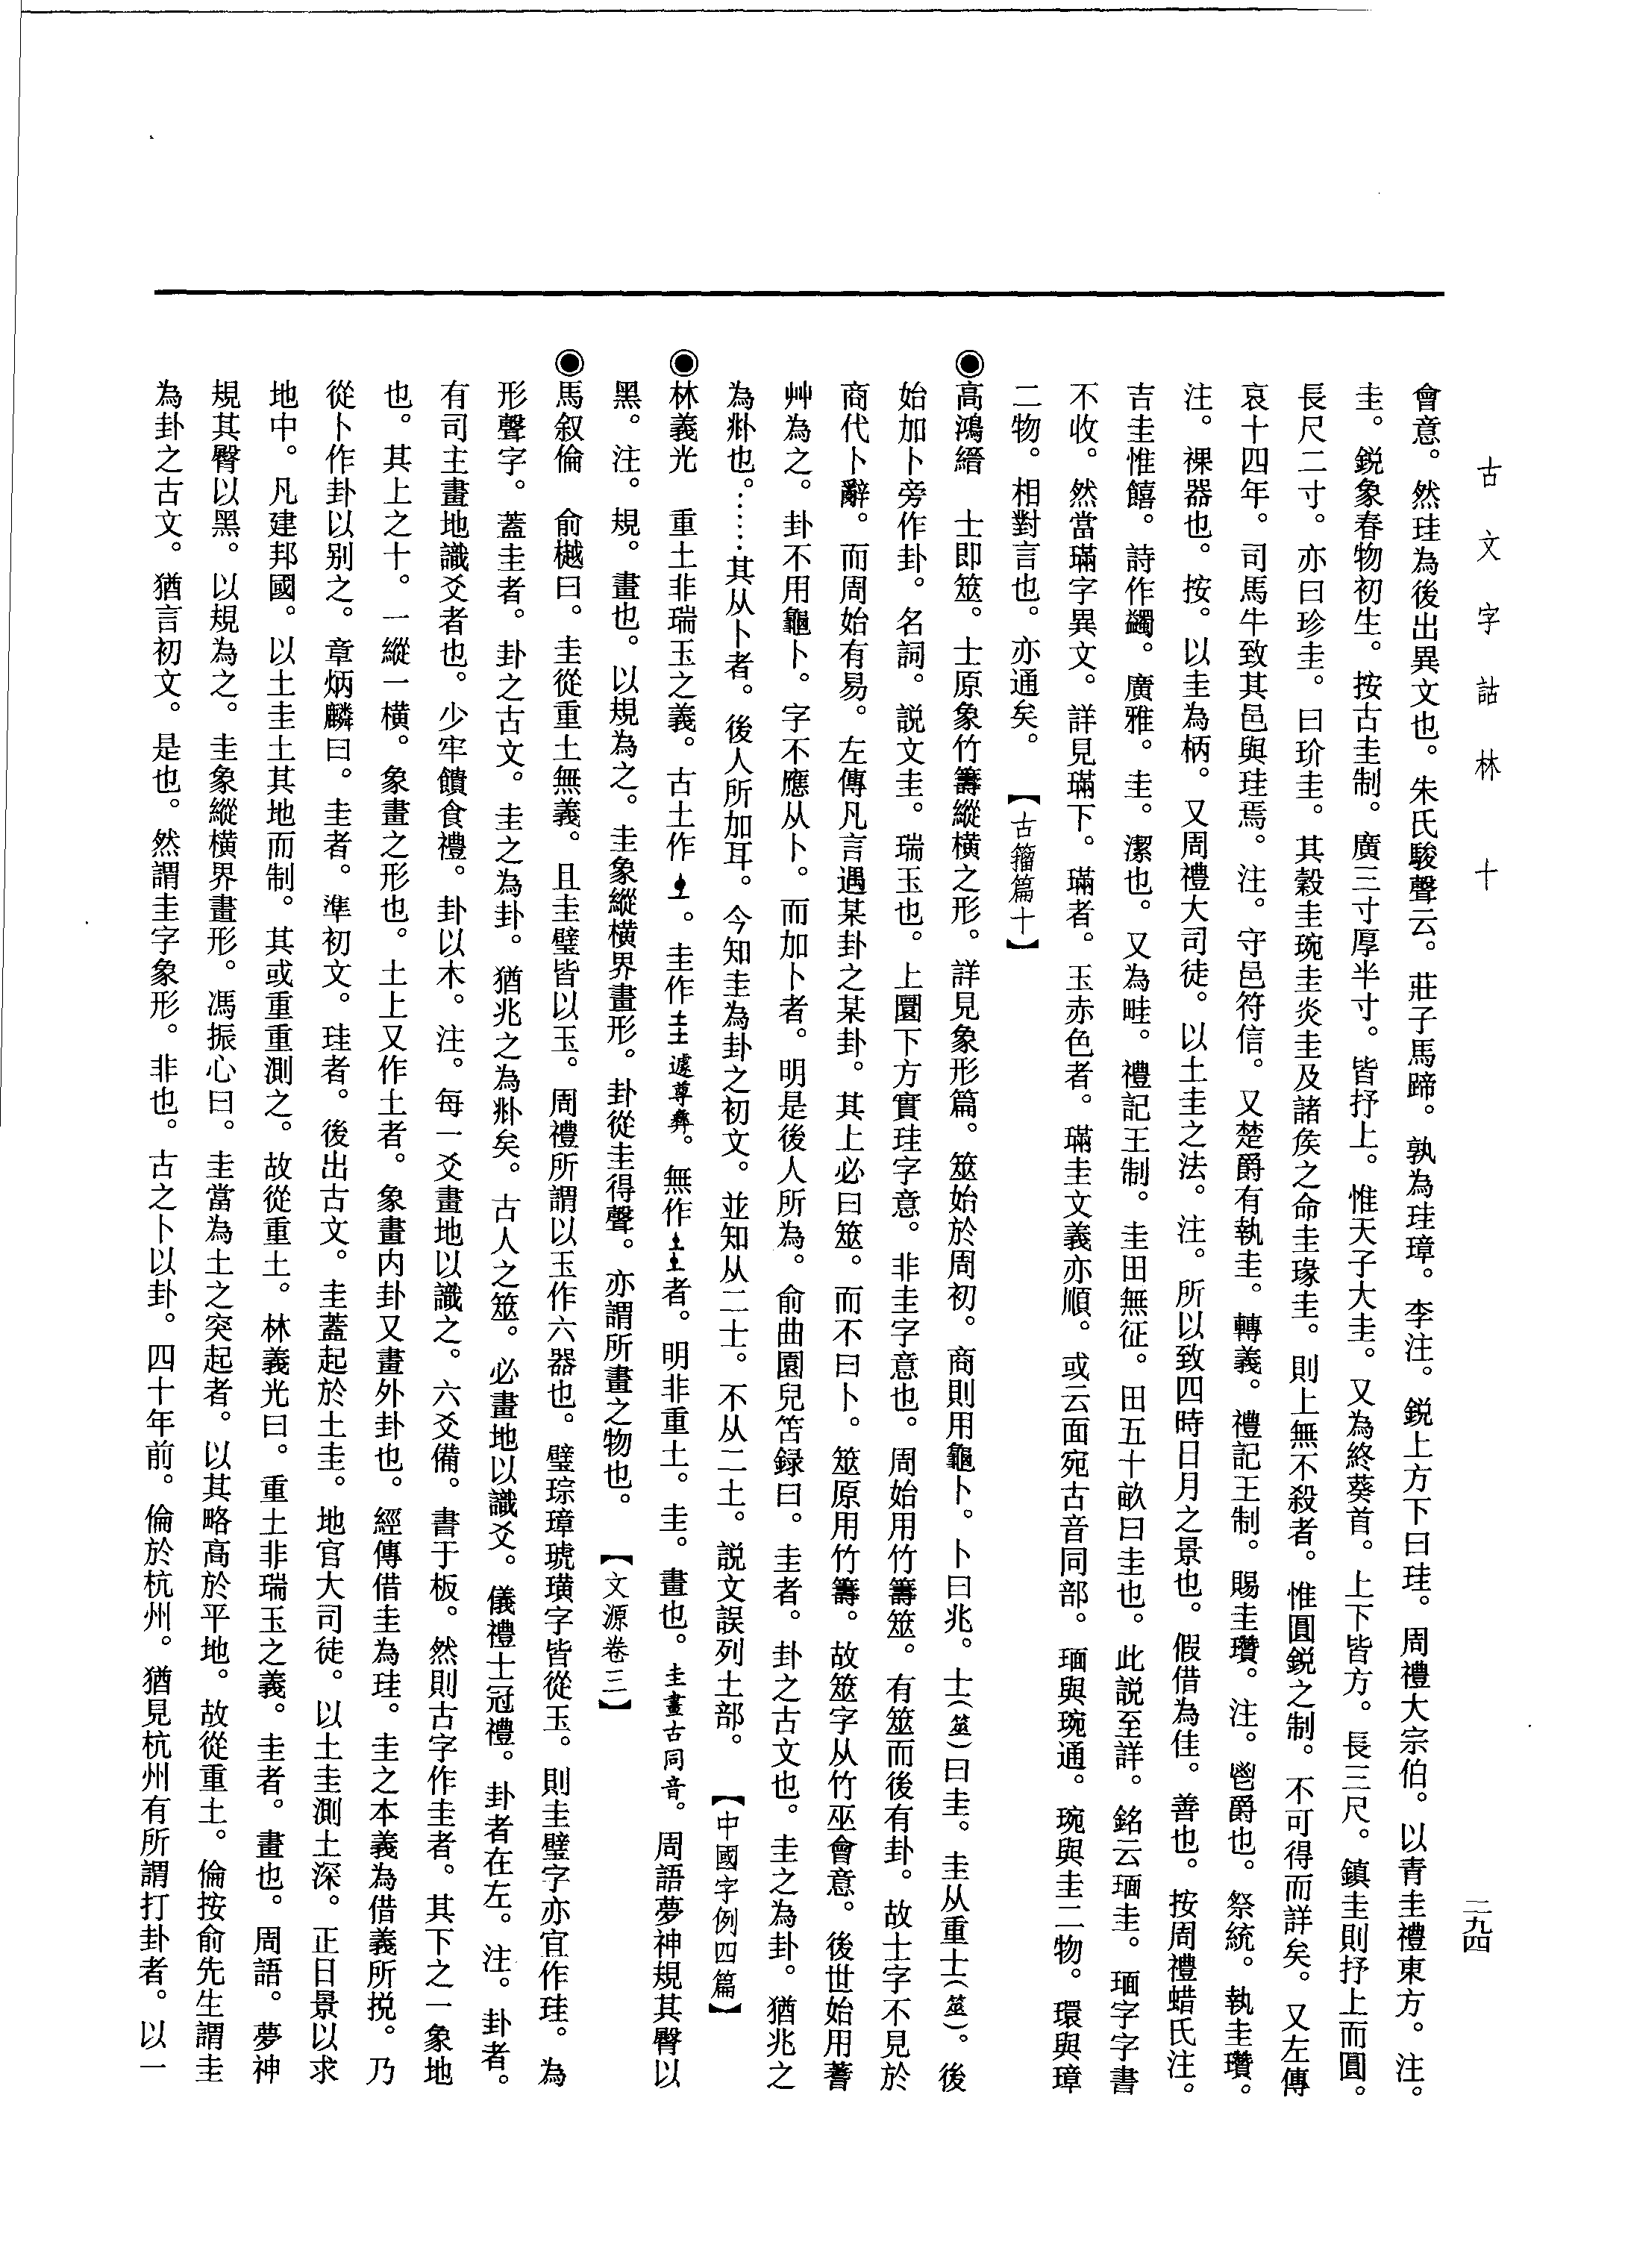 古文字詁林 十
二九四
會意。然珪為後出異文也。朱氏駿聲云。莊子馬蹄。孰為珪璋。李注。鋭上方下曰珪。周禮大宗伯。以青圭禮東方。注。
圭。鋭象春物初生。按古圭制。廣三寸厚半寸。皆抒上。惟天子大圭。又為終葵首。上下皆方。長三尺。鎮圭則抒上而圓。
長尺二寸。亦曰珍圭。曰玠圭。其穀圭琬圭炎圭及諸矦之命圭瑑圭。則上無不殺者。惟圓鋭之制。不可得而詳矣。又左傳
哀十四年。司馬牛致其邑與珪焉。注。守邑符信。又楚爵有執圭。轉義。禮記王制。賜圭瓚。注。鬯爵也。祭統。執圭瓚。
注。祼器也。按。以圭為柄。又周禮大司徒。以土圭之法。注。所以致四時日月之景也。假借為佳。善也。按周禮蜡氏注。
吉圭惟饎。詩作蠲。廣雅。圭。潔也。又為畦。禮記王制。圭田無征。田五十畝曰圭也。此説至詳。銘云𤨎圭。𤨎字字書
不收。然當璊字異文。詳見璊下。璊者。玉赤色者。璊圭文義亦順。或云面宛古音同部。𤨎與琬通。琬與圭二物。環與璋
二物。相對言也。亦通矣。 【古籀篇十】
◉高鴻縉 士即筮。士原象竹籌縱橫之形。詳見象形篇。筮始於周初。商則用龜卜。卜曰兆。士(筮)曰圭。圭从重士(筮)。後
始加卜旁作卦。名詞。説文圭。瑞玉也。上圜下方實珪字意。非圭字意也。周始用竹籌筮。有筮而後有卦。故士字不見於
商代卜辭。而周始有易。左傳凡言遇某卦之某卦。其上必曰筮。而不曰卜。筮原用竹籌。故筮字从竹巫會意。後世始用蓍
艸為之。卦不用龜卜。字不應从卜。而加卜者。明是後人所為。俞曲園兒笘録曰。圭者。卦之古文也。圭之為卦。猶兆之
為𠧞也。……其从卜者。後人所加耳。今知圭為卦之初文。並知从二士。不从二土。説文誤列土部。 【中國字例四篇】
◉林義光 重土非瑞玉之義。古土作。圭作圭遽尊彝。無作者。明非重土。圭。畫也。圭畫古同音。周語夢神規其臀以
黑。注。規。畫也。以規為之。圭象縱橫界畫形。卦從圭得聲。亦謂所畫之物也。 【文源卷三】
◉馬叙倫 俞樾曰。圭從重土無義。且圭璧皆以玉。周禮所謂以玉作六器也。璧琮璋琥璜字皆從玉。則圭璧字亦宜作珪。為
形聲字。蓋圭者。卦之古文。圭之為卦。猶兆之為𠧞矣。古人之筮。必畫地以識爻。儀禮士冠禮。卦者在左。注。卦者。
有司主畫地識爻者也。少牢饋食禮。卦以木。注。每一爻畫地以識之。六爻備。書于板。然則古字作圭者。其下之一象地
也。其上之十。一縱一橫。象畫之形也。土上又作土者。象畫内卦又畫外卦也。經傳借圭為珪。圭之本義為借義所挩。乃
從卜作卦以别之。章炳麟曰。圭者。準初文。珪者。後出古文。圭蓋起於土圭。地官大司徒。以土圭測土深。正日景以求
地中。凡建邦國。以土圭土其地而制。其或重重測之。故從重土。林義光曰。重土非瑞玉之義。圭者。畫也。周語。夢神
規其臀以黑。以規為之。圭象縱橫界畫形。馮振心曰。圭當為土之突起者。以其略高於平地。故從重土。倫按俞先生謂圭
為卦之古文。猶言初文。是也。然謂圭字象形。非也。古之卜以卦。四十年前。倫於杭州。猶見杭州有所謂打卦者。以一